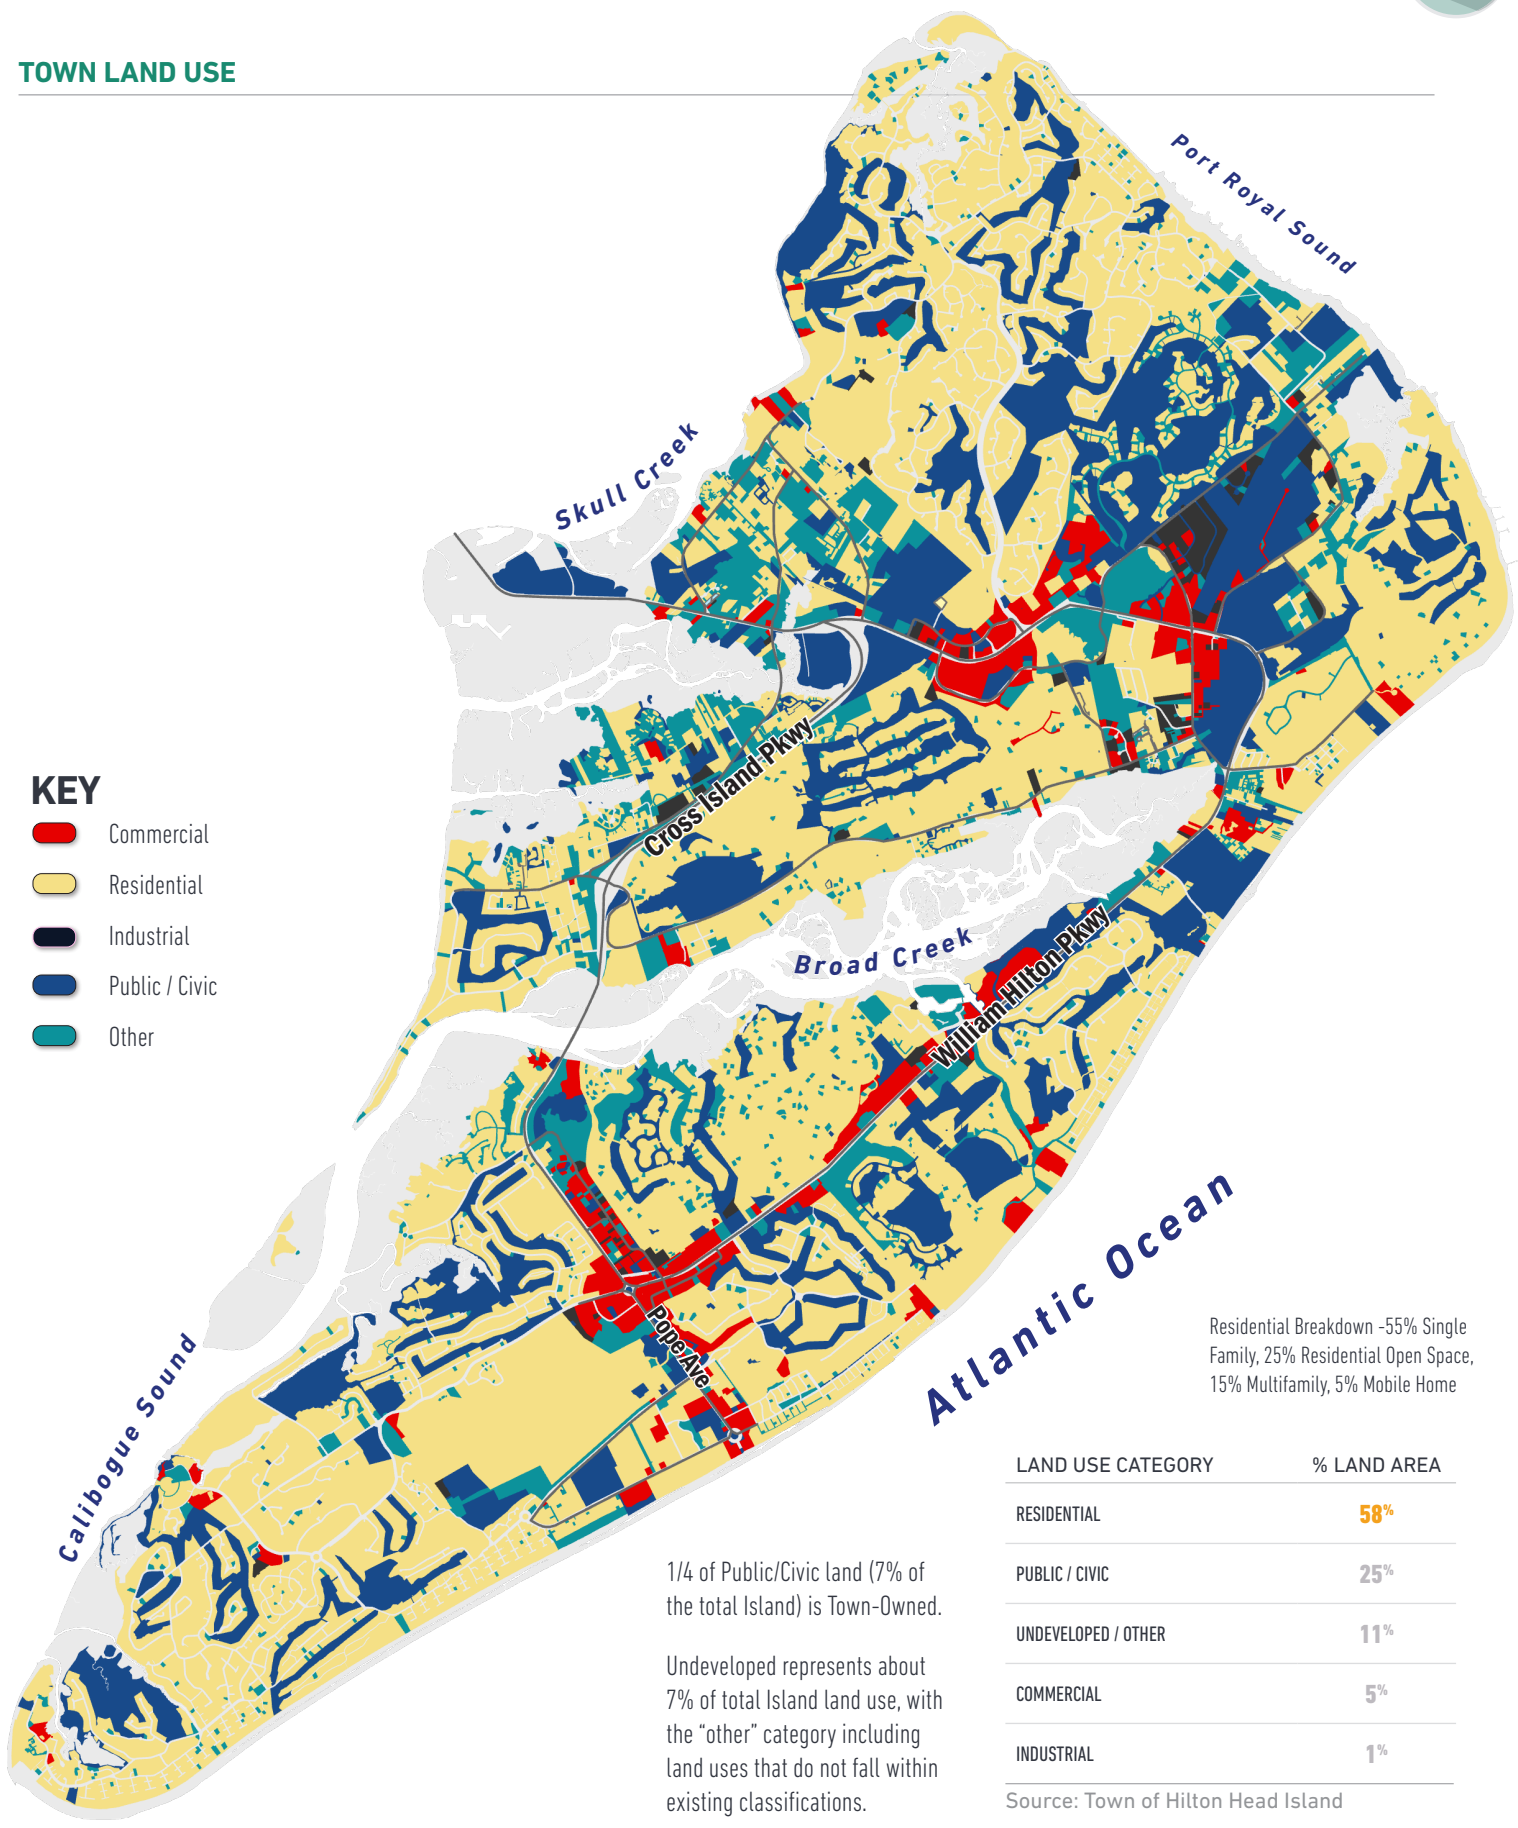 TOWN LAND USE
Port Royal Sound
Skull Creek
Cross Island Pkwy
KEY
Commercial
Residential
Industrial
Public / Civic
Other
Broad Creek
William Hilton Pkwy
Atlantic Ocean
Pope Ave
Calibogue Sound
Residential Breakdown -55% Single
Family, 25% Residential Open Space,
15% Multifamily, 5% Mobile Home
LAND USE CATEGORY % LAND AREA
RESIDENTIAL 58%
PUBLIC / CIVIC 25%
UNDEVELOPED / OTHER 11%
COMMERCIAL 5%
INDUSTRIAL 1%
Source: Town of Hilton Head Island
1/4 of Public/Civic land (7% of
the total Island) is Town-Owned.
Undeveloped represents about
7% of total Island land use, with
the “other” category including
land uses that do not fall within
existing classifications.